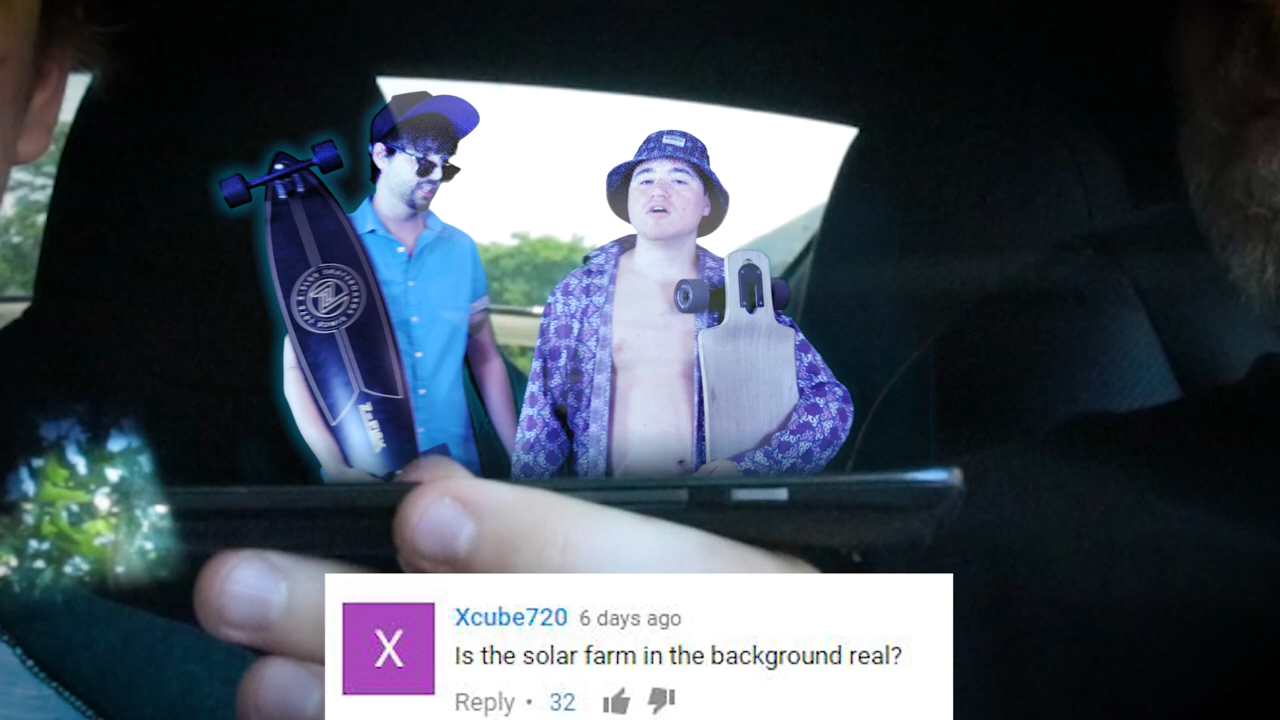 Xcube720 6 days ago
X
Is the solar farm in the background real?
Reply • 32